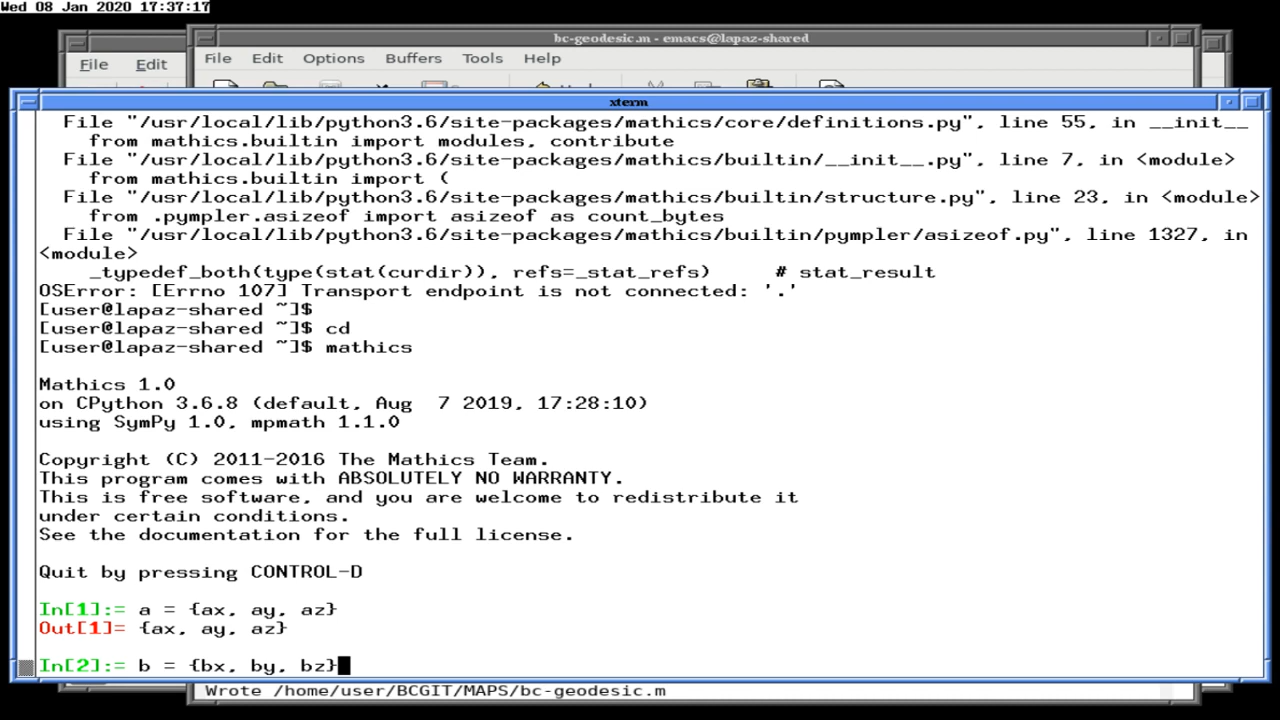 Wed 08 Jan 2020 17:37:17
bc-geodesic.m - emacs@lapaz-shared
File Edit
File Edit Options Buffers Tools Help
xterm
File "/usr/local/lib/python3.6/site-packages/mathics/core/definitions.py", line 55, in __init__
from mathics.builtin import modules, contribute
File "/usr/local/lib/python3.6/site-packages/mathics/builtin/__init__.py", line 7, in <module>
from mathics.builtin import (
File "/usr/local/lib/python3.6/site-packages/mathics/builtin/structure.py", line 23, in <module>
from .pympler.asizeof import asizeof as count_bytes
File "/usr/local/lib/python3.6/site-packages/mathics/builtin/pympler/asizeof.py", line 1327, in
<module>
_typedef_both(type(stat(curdir)), refs=_stat_refs)     # stat_result
OSError: [Errno 107] Transport endpoint is not connected: '.'
[user@lapaz-shared ~]$
[user@lapaz-shared ~]$ cd
[user@lapaz-shared ~]$ mathics
Mathics 1.0
on CPython 3.6.8 (default, Aug  7 2019, 17:28:10)
using SymPy 1.0, mpmath 1.1.0
Copyright (C) 2011-2016 The Mathics Team.
This program comes with ABSOLUTELY NO WARRANTY.
This is free software, and you are welcome to redistribute it
under certain conditions.
See the documentation for the full license.
Quit by pressing CONTROL-D
In[1]:= a = {ax, ay, az}
Out[1]= {ax, ay, az}
In[2]:= b = {bx, by, bz}
Wrote /home/user/BCGIT/MAPS/bc-geodesic.m